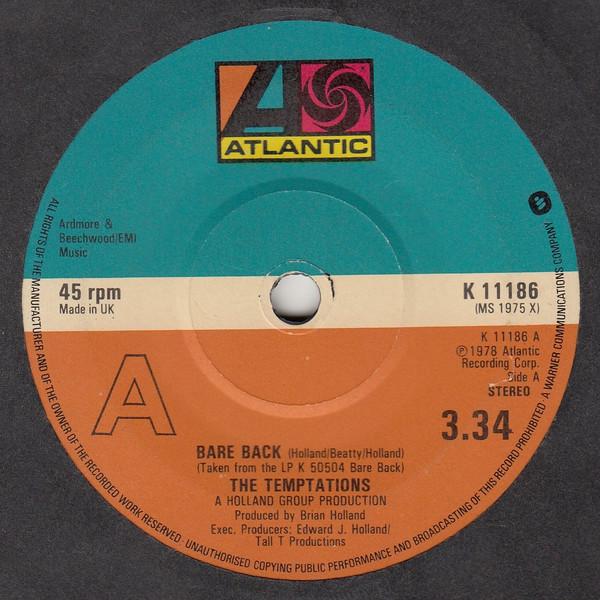 ATLANTIC
Ardmore &
Beechwood/EMI
Music
45 rpm
Made in UK
K 11186
(MS 1975 X)
K 11186 A
℗ 1978 Atlantic
Recording Corp.
Side A
STEREO
A
3.34
BARE BACK (Holland/Beatty/Holland)
(Taken from the LP K 50504 Bare Back)
THE TEMPTATIONS
A HOLLAND GROUP PRODUCTION
Produced by Brian Holland
Exec. Producers: Edward J. Holland/
Tall T Productions
ALL RIGHTS OF THE MANUFACTURER AND OF THE OWNER OF THE RECORDED WORK RESERVED · UNAUTHORISED COPYING PUBLIC PERFORMANCE AND BROADCASTING OF THIS RECORD PROHIBITED · A WARNER COMMUNICATIONS COMPANY